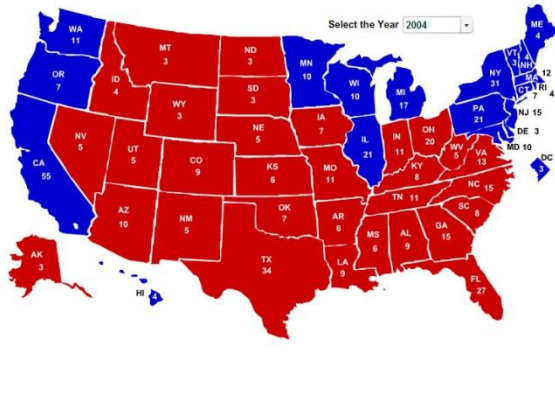 Select the Year 2004
WA
11
OR
7
CA
55
NV
5
ID
4
MT
3
WY
3
UT
5
AZ
10
CO
9
NM
5
ND
3
SD
3
NE
5
KS
6
OK
7
TX
34
MN
10
IA
7
MO
11
AR
6
LA
9
WI
10
IL
21
MI
17
IN
11
OH
20
KY
8
TN 11
MS
6
AL
9
GA
15
FL
27
SC
8
NC 15
VA
13
WV
5
PA
21
NY
31
VT
3
NH
4
ME
4
MA
12
RI
4
CT
7
NJ 15
DE 3
MD 10
DC
3
AK
3
HI
4